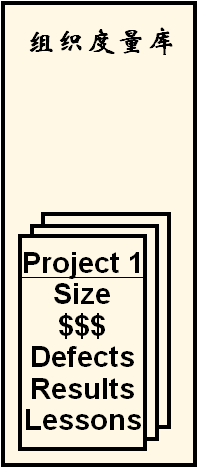 组织度量库
Project 1
Size
$$$
Defects
Results
Lessons